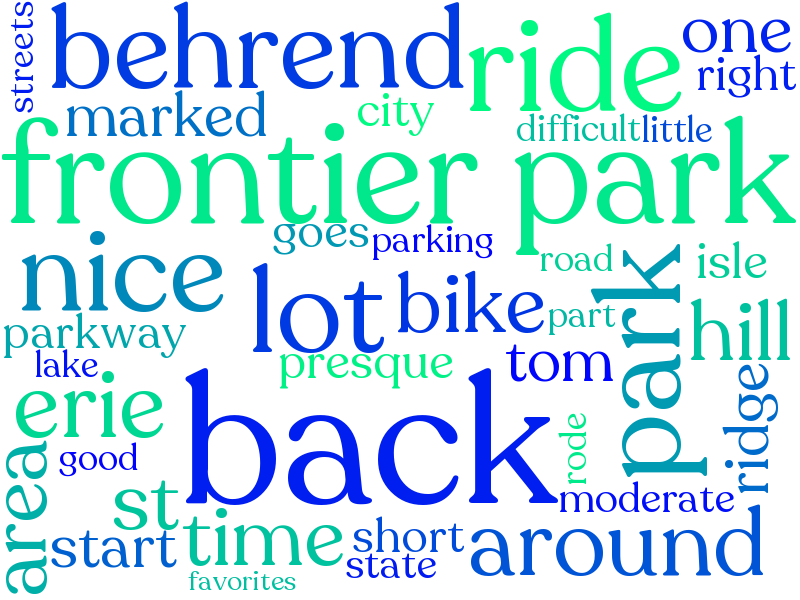 streets
behrend
ride
one
right
marked
city
difficult
little
frontier park
goes
parking
nice
road
isle
lot
bike
park
part
hill
parkway
lake
presque
tom
erie
back
ridge
good
rode
area
st
moderate
start
time
short
around
state
favorites